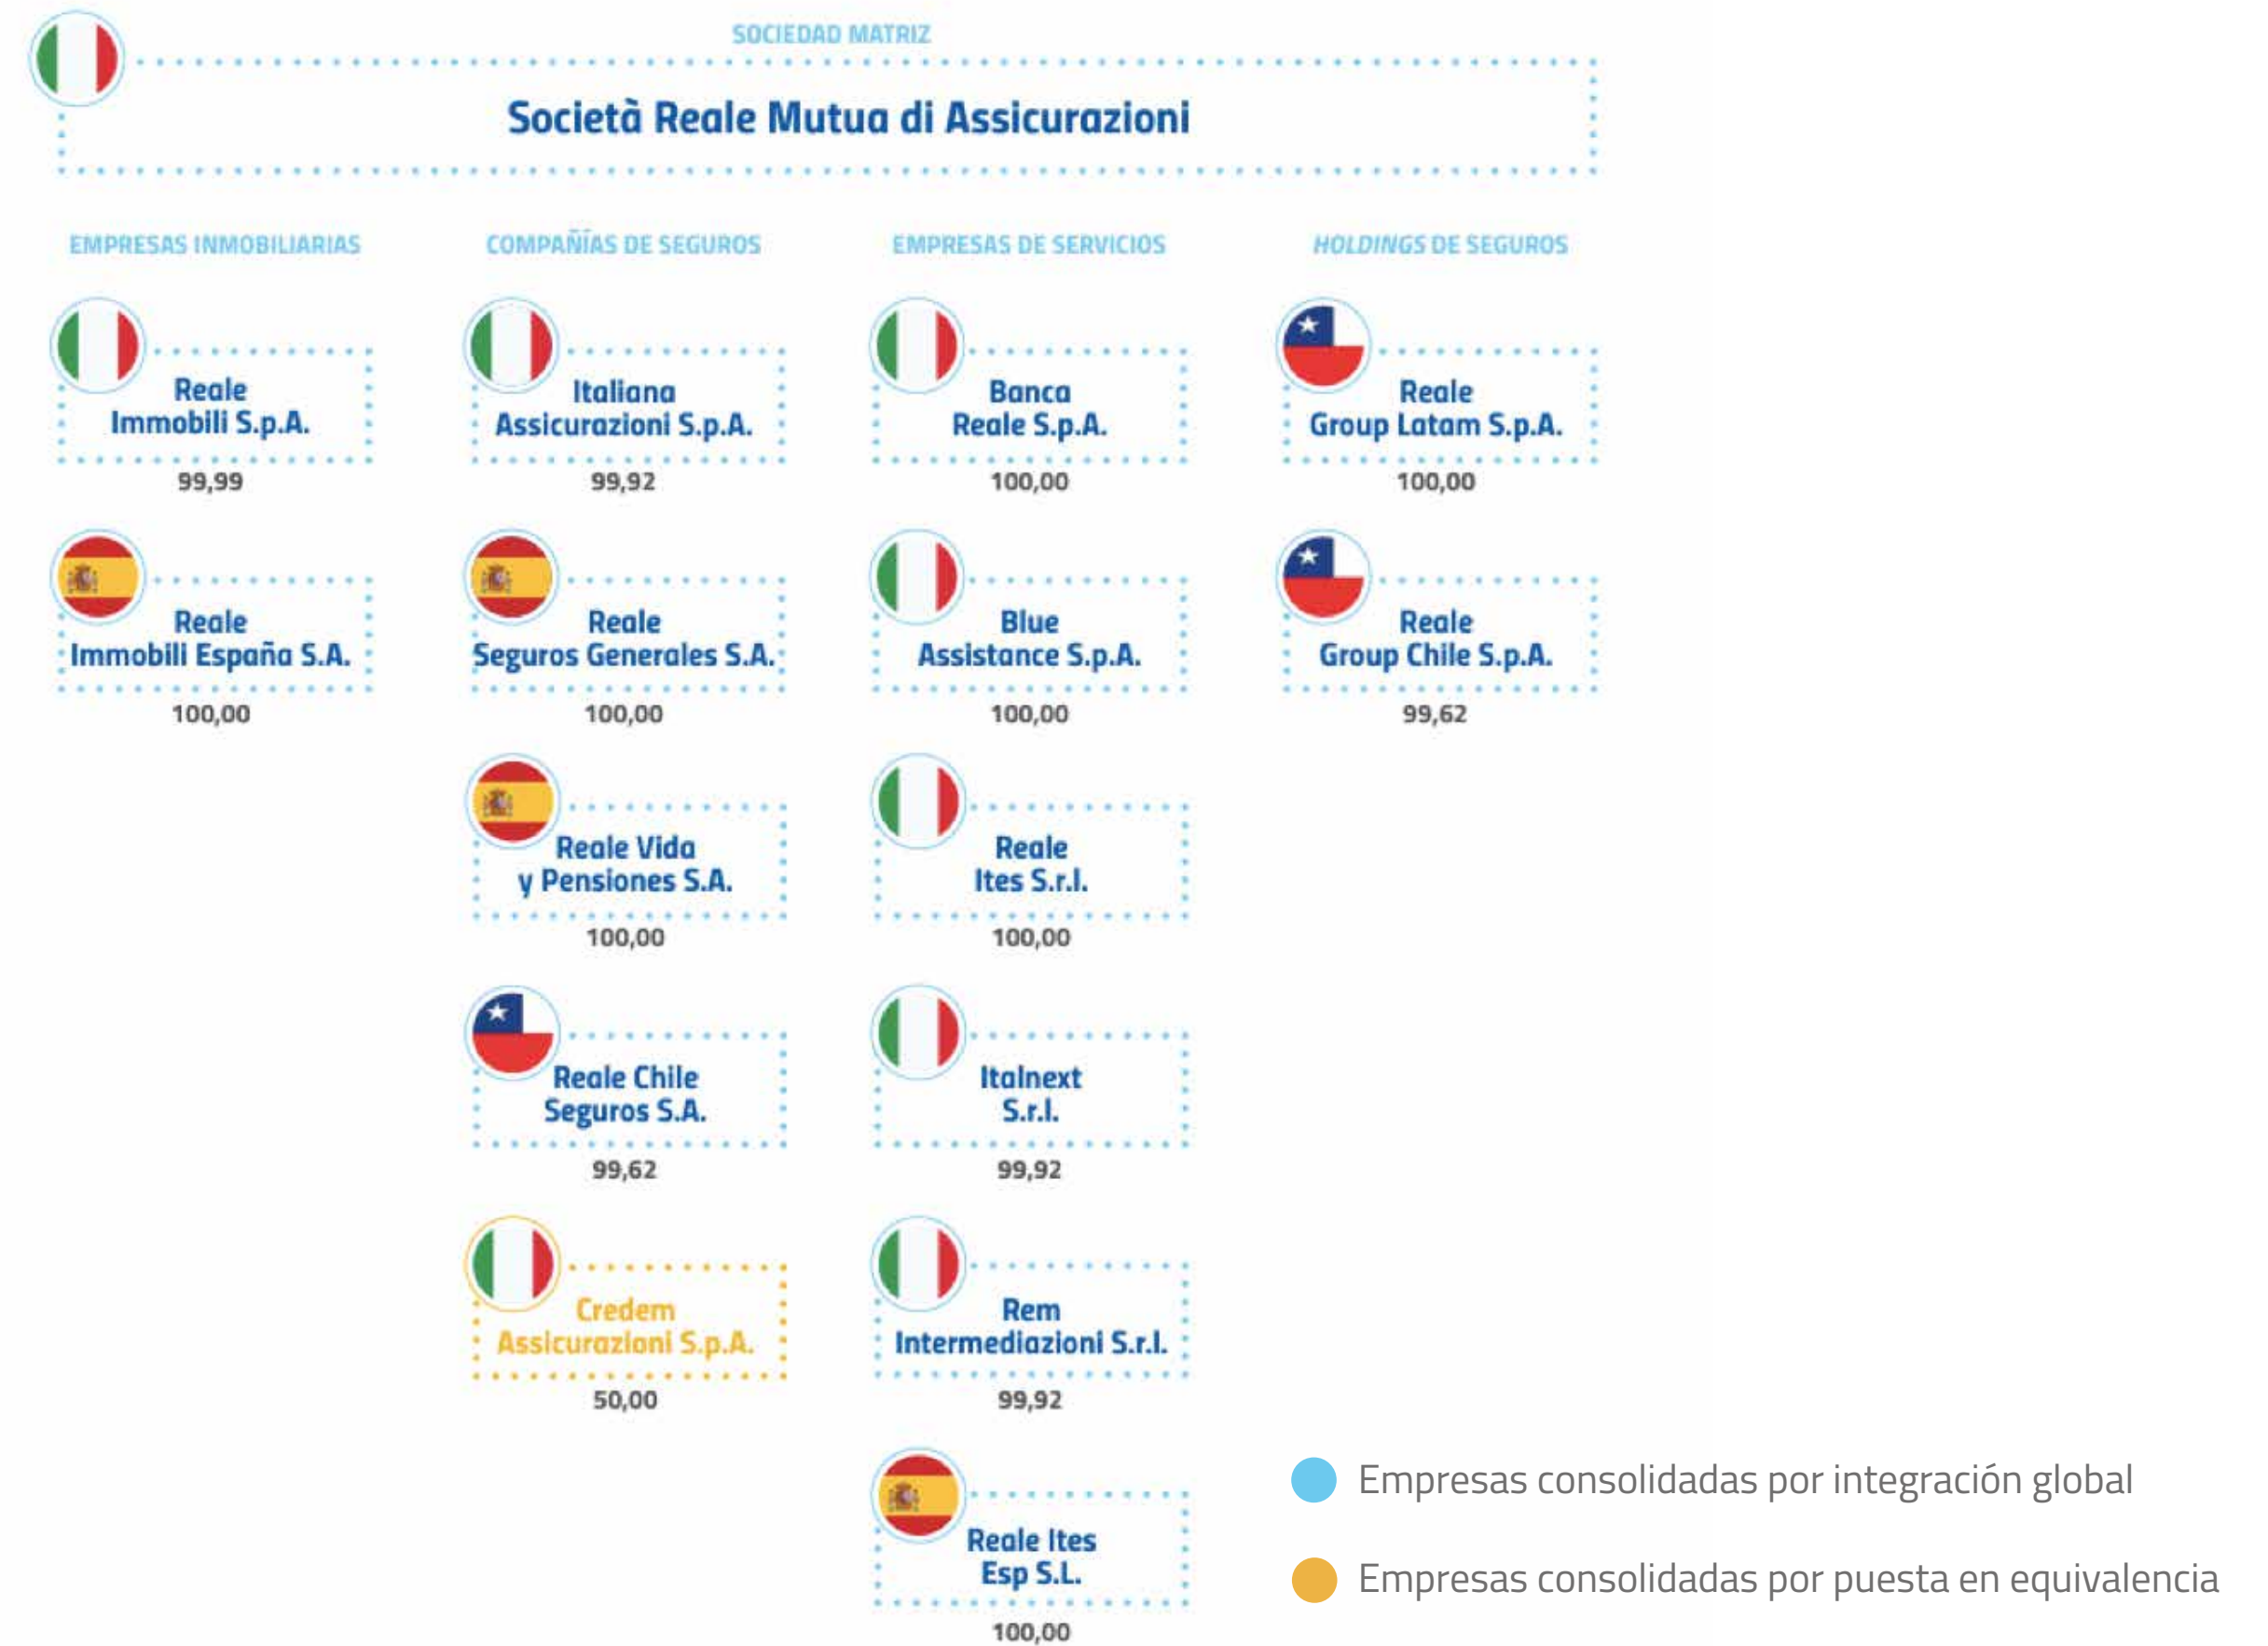 SOCIEDAD MATRIZ
Società Reale Mutua di Assicurazioni
EMPRESAS INMOBILIARIAS
Reale
Immobili S.p.A.
99,99
Reale
Immobili España S.A.
100,00
COMPAÑÍAS DE SEGUROS
Italiana
Assicurazioni S.p.A.
99,92
Reale
Seguros Generales S.A.
100,00
Reale Vida
y Pensiones S.A.
100,00
Reale Chile
Seguros S.A.
99,62
Credem
Assicurazioni S.p.A.
50,00
EMPRESAS DE SERVICIOS
Banca
Reale S.p.A.
100,00
Blue
Assistance S.p.A.
100,00
Reale
Ites S.r.l.
100,00
Italnext
S.r.l.
99,92
Rem
Intermediazioni S.r.l.
99,92
Reale Ites
Esp S.L.
100,00
HOLDINGS DE SEGUROS
Reale
Group Latam S.p.A.
100,00
Reale
Group Chile S.p.A.
99,62
Empresas consolidadas por integración global
Empresas consolidadas por puesta en equivalencia